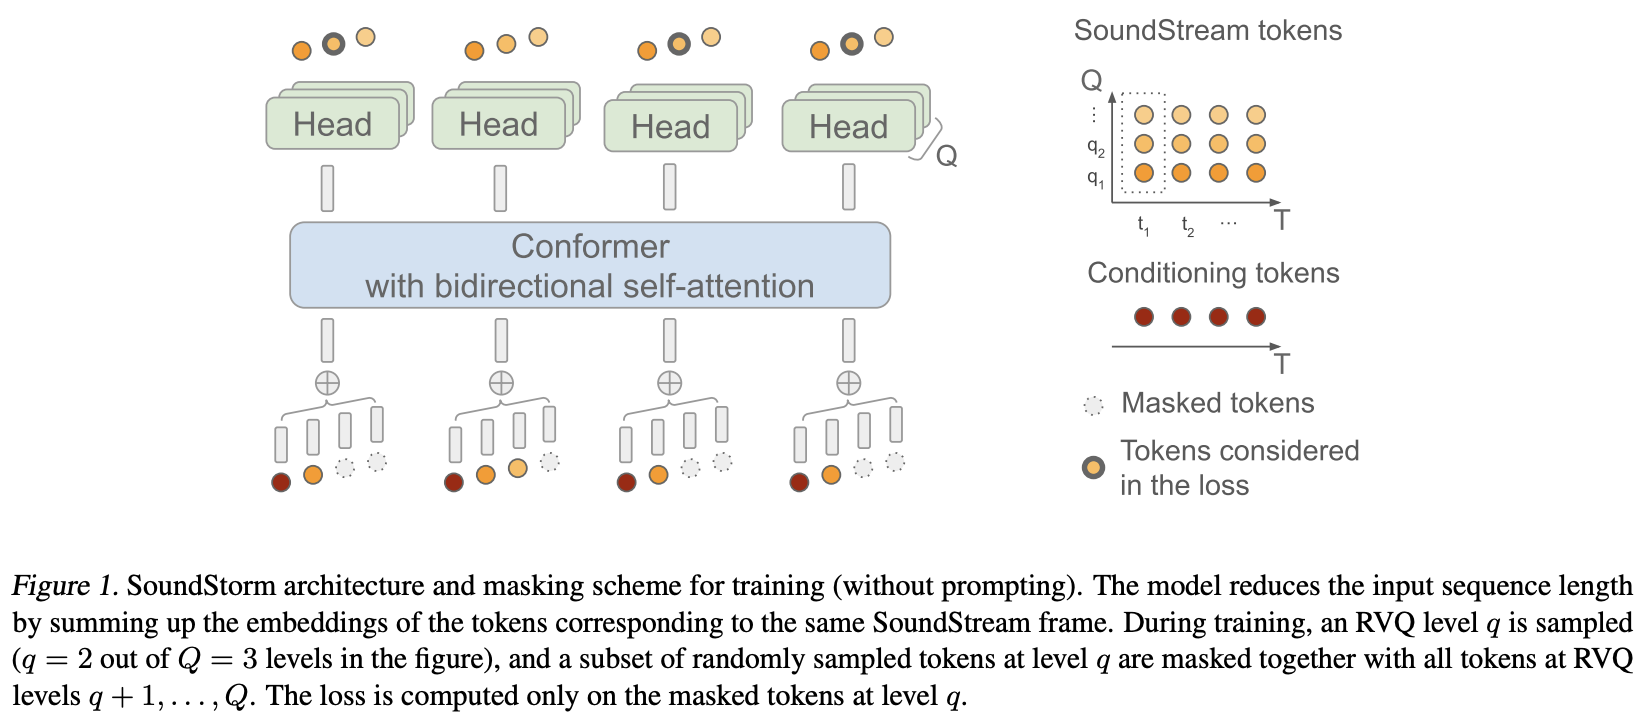 Head
Head
Head
Head
Q
Conformer
with bidirectional self-attention
SoundStream tokens
Q
⋮
q₂
q₁
t₁ t₂ ... T
Conditioning tokens
T
Masked tokens
Tokens considered
in the loss
Figure 1. SoundStorm architecture and masking scheme for training (without prompting). The model reduces the input sequence length
by summing up the embeddings of the tokens corresponding to the same SoundStream frame. During training, an RVQ level q is sampled
(q = 2 out of Q = 3 levels in the figure), and a subset of randomly sampled tokens at level q are masked together with all tokens at RVQ
levels q + 1, . . . , Q. The loss is computed only on the masked tokens at level q.